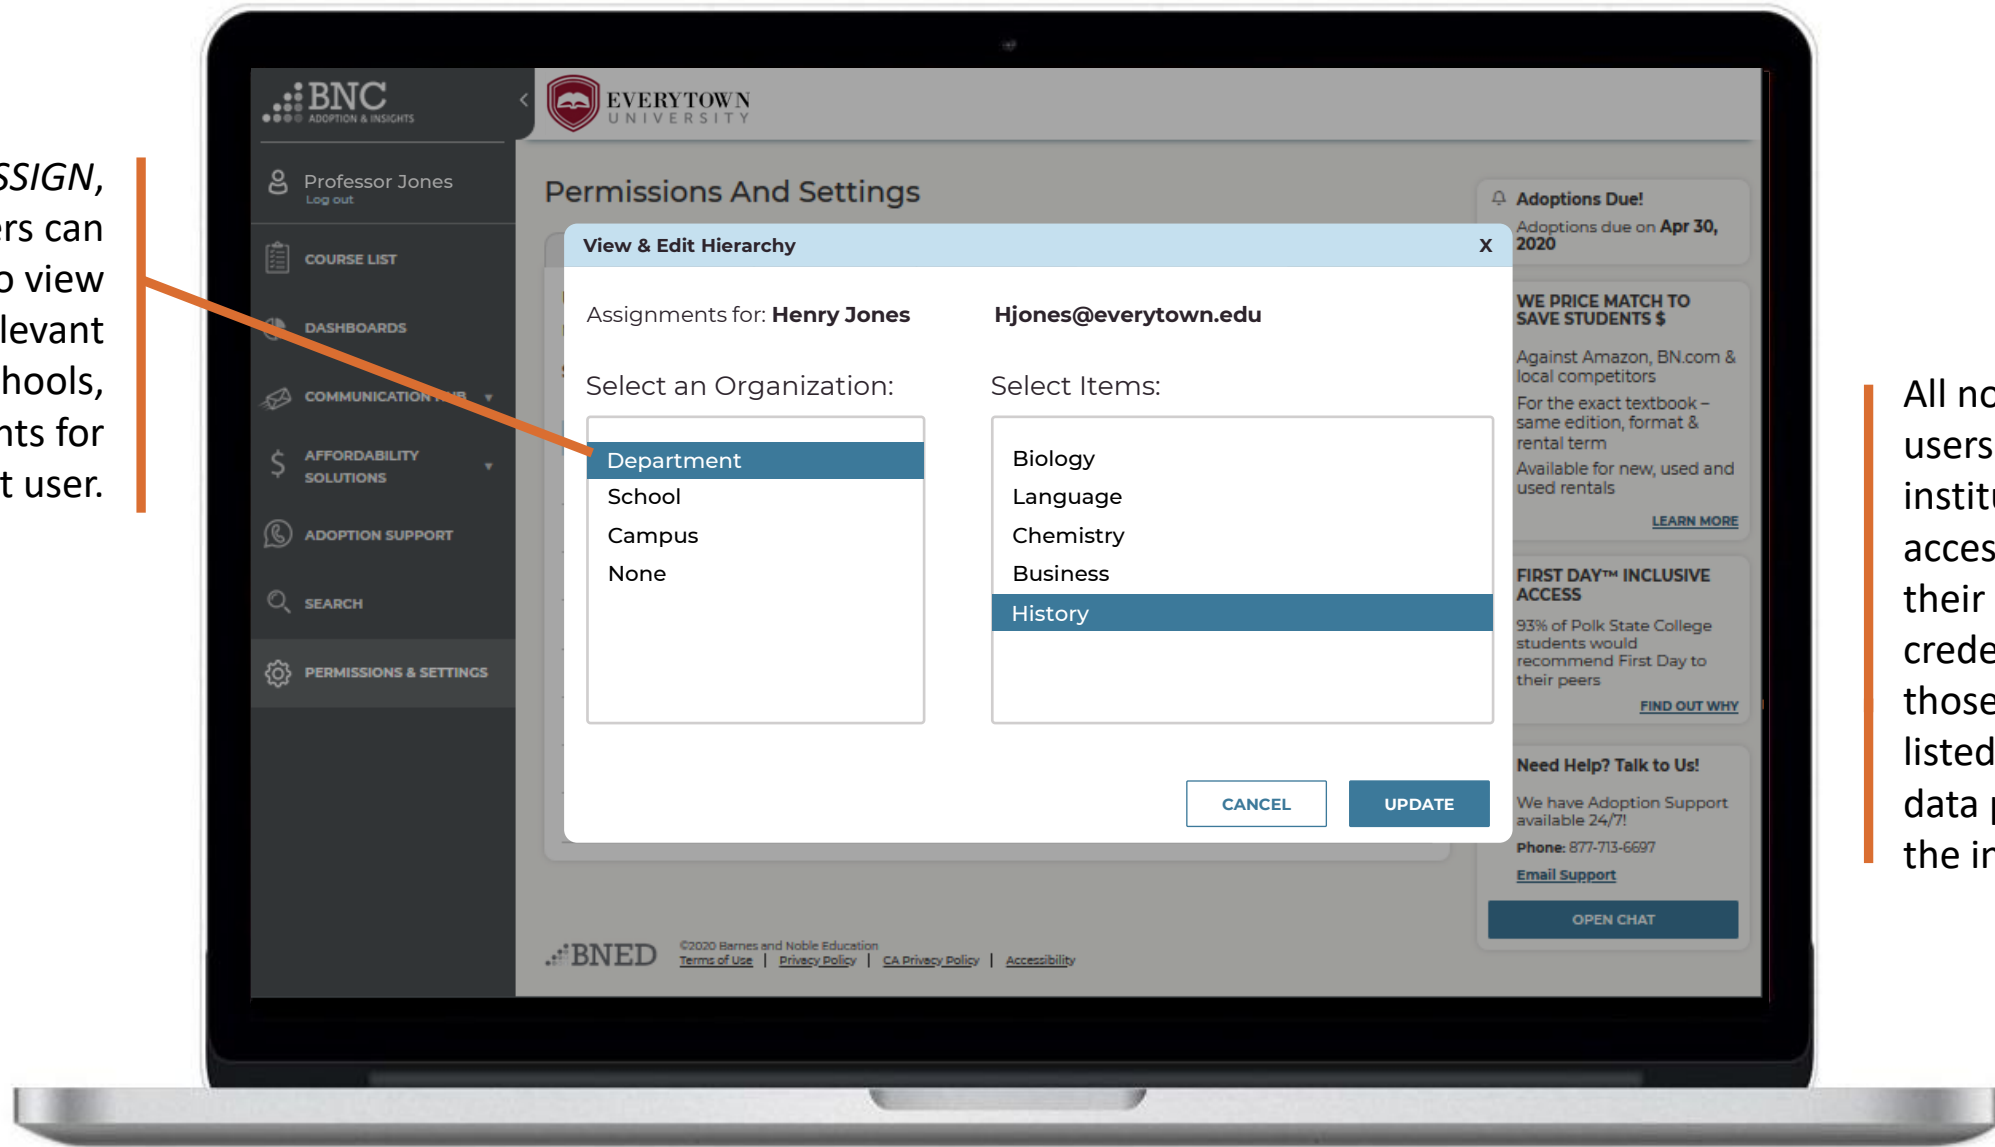 SSIGN,
ers can
o view
levant
hools,
nts for
t user.
BNC
ADOPTION & INSIGHTS
Professor Jones
Log out
COURSE LIST
DASHBOARDS
COMMUNICATION HUB
AFFORDABILITY
SOLUTIONS
ADOPTION SUPPORT
SEARCH
PERMISSIONS & SETTINGS
EVERYTOWN
UNIVERSITY
Permissions And Settings
View & Edit Hierarchy X
Assignments for: Henry Jones Hjones@everytown.edu
Select an Organization:
Department
School
Campus
None
Select Items:
Biology
Language
Chemistry
Business
History
CANCEL UPDATE
Adoptions Due!
Adoptions due on Apr 30,
2020
WE PRICE MATCH TO
SAVE STUDENTS $
Against Amazon, BN.com &
local competitors
For the exact textbook –
same edition, format &
rental term
Available for new, used and
used rentals
LEARN MORE
FIRST DAY™ INCLUSIVE
ACCESS
93% of Polk State College
students would
recommend First Day to
their peers
FIND OUT WHY
Need Help? Talk to Us!
We have Adoption Support
available 24/7!
Phone: 877-713-6697
Email Support
OPEN CHAT
BNED
©2020 Barnes and Noble Education
Terms of Use | Privacy Policy | CA Privacy Policy | Accessibility
All no
users
institu
acces
their
crede
those
listed
data p
the in